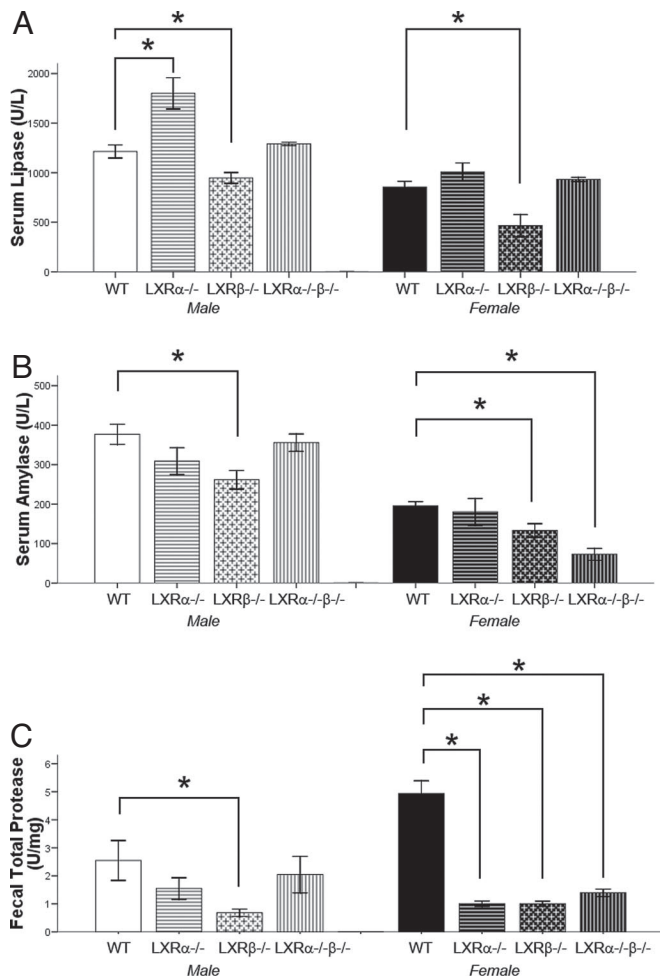 A
*
*
*
Serum Lipase (U/L)
2000
1500
1000
500
0
WT LXRα-/- LXRβ-/- LXRα-/-β-/- WT LXRα-/- LXRβ-/- LXRα-/-β-/-
Male Female
B
*
*
*
Serum Amylase (U/L)
500
400
300
200
100
0
WT LXRα-/- LXRβ-/- LXRα-/-β-/- WT LXRα-/- LXRβ-/- LXRα-/-β-/-
Male Female
C
*
*
*
*
Fecal Total Protease
(U/mg)
6
5
4
3
2
1
0
WT LXRα-/- LXRβ-/- LXRα-/-β-/- WT LXRα-/- LXRβ-/- LXRα-/-β-/-
Male Female